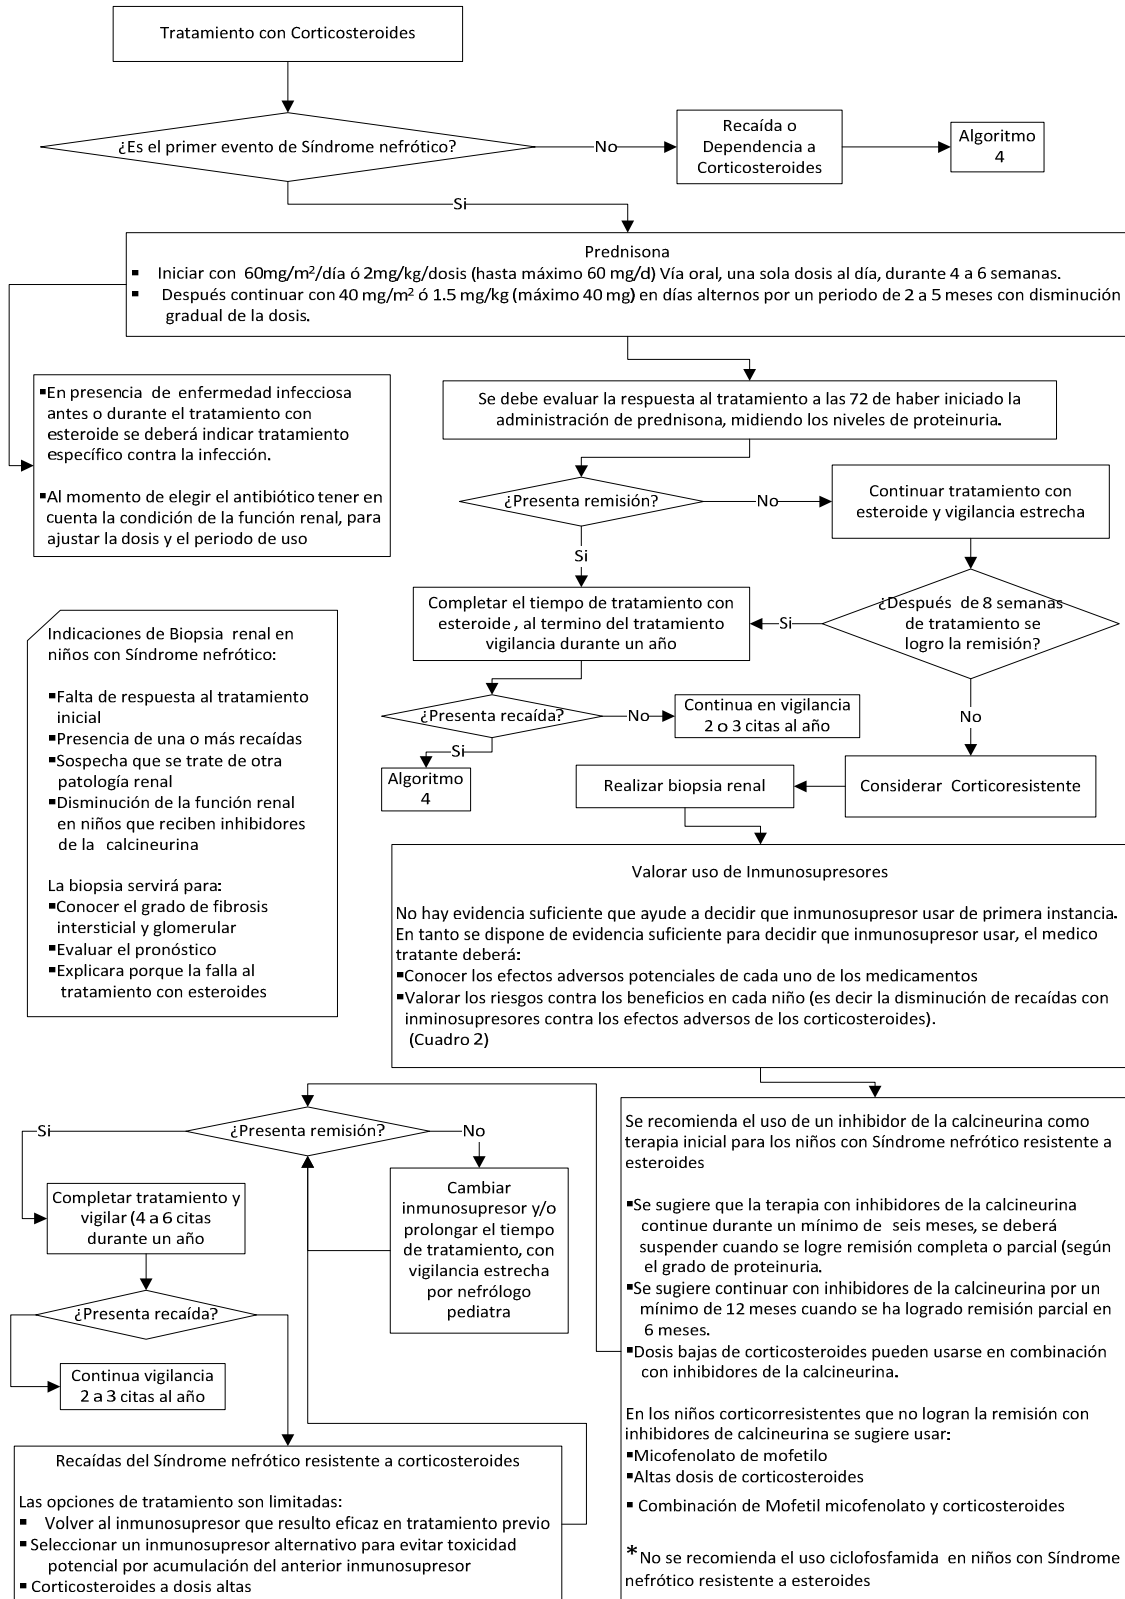 Tratamiento con Corticosteroides
¿Es el primer evento de Síndrome nefrótico?
No
Recaída o
Dependencia a
Corticosteroides
Algoritmo
4
Si
Prednisona
▪ Iniciar con 60mg/m²/día ó 2mg/kg/dosis (hasta máximo 60 mg/d) Vía oral, una sola dosis al día, durante 4 a 6 semanas.
▪ Después continuar con 40 mg/m² ó 1.5 mg/kg (máximo 40 mg) en días alternos por un periodo de 2 a 5 meses con disminución
gradual de la dosis.
▪En presencia de enfermedad infecciosa
antes o durante el tratamiento con
esteroide se deberá indicar tratamiento
específico contra la infección.
▪Al momento de elegir el antibiótico tener en
cuenta la condición de la función renal, para
ajustar la dosis y el periodo de uso
Se debe evaluar la respuesta al tratamiento a las 72 de haber iniciado la
administración de prednisona, midiendo los niveles de proteinuria.
¿Presenta remisión?
No
Continuar tratamiento con
esteroide y vigilancia estrecha
Si
Completar el tiempo de tratamiento con
esteroide , al termino del tratamiento
vigilancia durante un año
Si
¿Después de 8 semanas
de tratamiento se
logro la remisión?
No
¿Presenta recaída?
No
Continua en vigilancia
2 o 3 citas al año
Si
Algoritmo
4
Realizar biopsia renal
Considerar Corticoresistente
Indicaciones de Biopsia renal en
niños con Síndrome nefrótico:
▪Falta de respuesta al tratamiento
inicial
▪Presencia de una o más recaídas
▪Sospecha que se trate de otra
patología renal
▪Disminución de la función renal
en niños que reciben inhibidores
de la calcineurina
La biopsia servirá para:
▪Conocer el grado de fibrosis
intersticial y glomerular
▪Evaluar el pronóstico
▪Explicara porque la falla al
tratamiento con esteroides
Valorar uso de Inmunosupresores
No hay evidencia suficiente que ayude a decidir que inmunosupresor usar de primera instancia.
En tanto se dispone de evidencia suficiente para decidir que inmunosupresor usar, el medico
tratante deberá:
▪Conocer los efectos adversos potenciales de cada uno de los medicamentos
▪Valorar los riesgos contra los beneficios en cada niño (es decir la disminución de recaídas con
inminosupresores contra los efectos adversos de los corticosteroides).
(Cuadro 2)
Se recomienda el uso de un inhibidor de la calcineurina como
terapia inicial para los niños con Síndrome nefrótico resistente a
esteroides
▪Se sugiere que la terapia con inhibidores de la calcineurina
continue durante un mínimo de seis meses, se deberá
suspender cuando se logre remisión completa o parcial (según
el grado de proteinuria.
▪Se sugiere continuar con inhibidores de la calcineurina por un
mínimo de 12 meses cuando se ha logrado remisión parcial en
6 meses.
▪Dosis bajas de corticosteroides pueden usarse en combinación
con inhibidores de la calcineurina.
En los niños corticorresistentes que no logran la remisión con
inhibidores de calcineurina se sugiere usar:
▪Micofenolato de mofetilo
▪Altas dosis de corticosteroides
▪ Combinación de Mofetil micofenolato y corticosteroides
*No se recomienda el uso ciclofosfamida en niños con Síndrome
nefrótico resistente a esteroides
¿Presenta remisión?
Si
No
Completar tratamiento y
vigilar (4 a 6 citas
durante un año
Cambiar
inmunosupresor y/o
prolongar el tiempo
de tratamiento, con
vigilancia estrecha
por nefrólogo
pediatra
¿Presenta recaída?
Continua vigilancia
2 a 3 citas al año
Recaídas del Síndrome nefrótico resistente a corticosteroides
Las opciones de tratamiento son limitadas:
▪ Volver al inmunosupresor que resulto eficaz en tratamiento previo
▪ Seleccionar un inmunosupresor alternativo para evitar toxicidad
potencial por acumulación del anterior inmunosupresor
▪ Corticosteroides a dosis altas